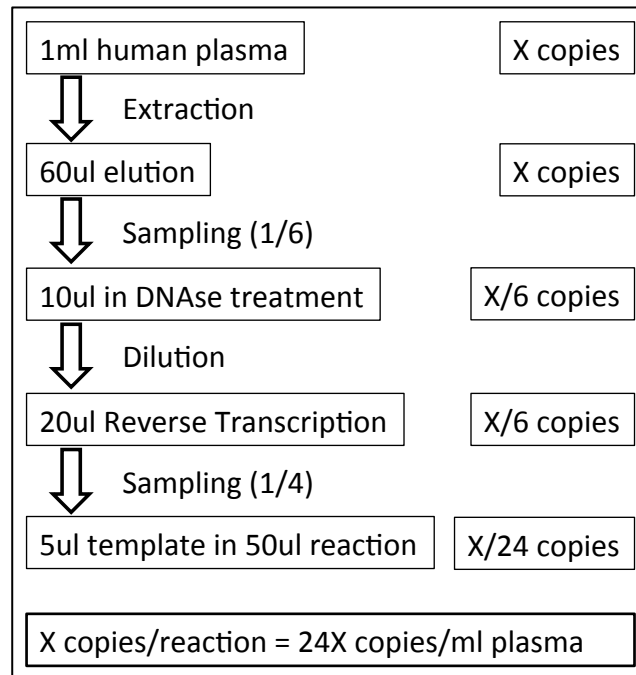 1ml human plasma X copies
Extraction
60ul elution X copies
Sampling (1/6)
10ul in DNAse treatment X/6 copies
Dilution
20ul Reverse Transcription X/6 copies
Sampling (1/4)
5ul template in 50ul reaction X/24 copies
X copies/reaction = 24X copies/ml plasma